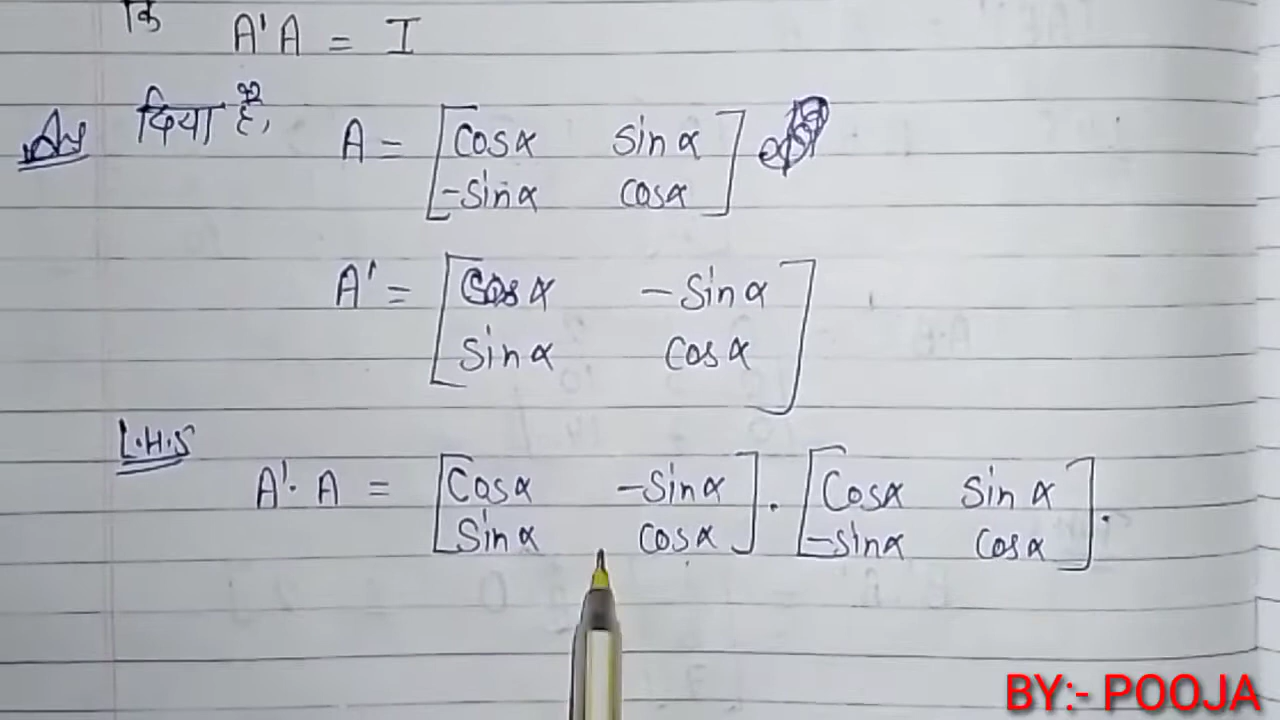 कि A'A = I
Ans दिया है, A = [cosα sinα]
[-sinα cosα]
A' = [cosα -sinα]
[sinα cosα]
L.H.S
A'. A = [cosα -sinα] . [cosα sinα] .
[sinα cosα] [-sinα cosα]
BY:- POOJA